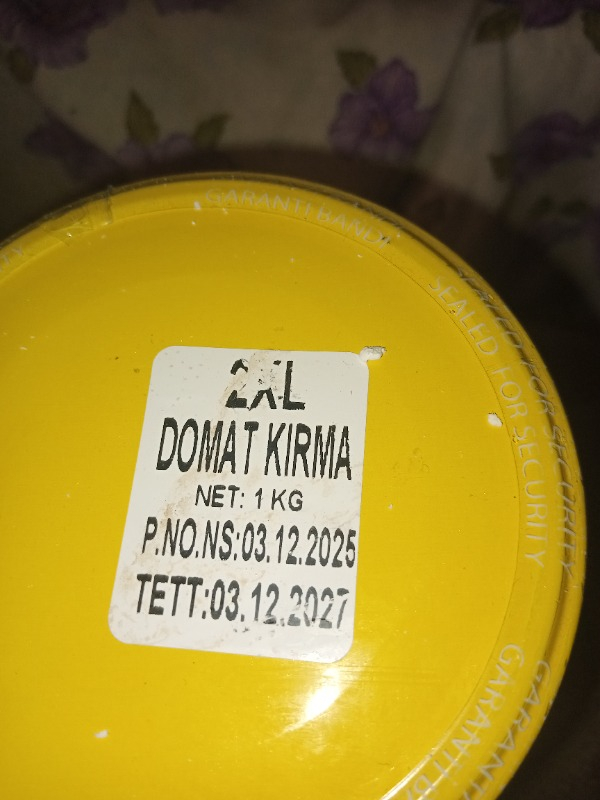 GARANTI BANDI
SEALED FOR SECURITY
2XL
DOMAT KIRMA
NET: 1 KG
P.NO.NS:03.12.2025
TETT:03.12.2027
GARANTI